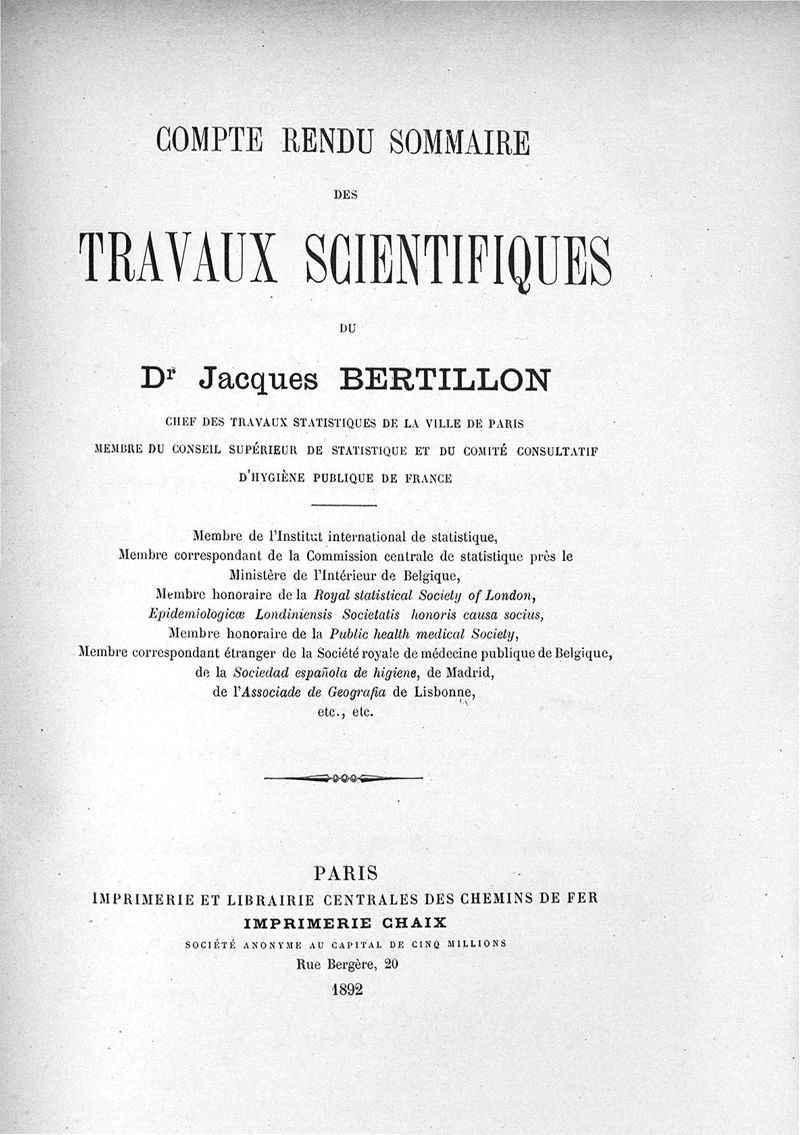 COMPTE RENDU SOMMAIRE
DES
TRAVAUX SCIENTIFIQUES
DU
Dr Jacques BERTILLON
CHEF DES TRAVAUX STATISTIQUES DE LA VILLE DE PARIS
MEMBRE DU CONSEIL SUPÉRIEUR DE STATISTIQUE ET DU COMITÉ CONSULTATIF
D'HYGIÈNE PUBLIQUE DE FRANCE
Membre de l'Institut international de statistique,
Membre correspondant de la Commission centrale de statistique près le
Ministère de l'Intérieur de Belgique,
Membre honoraire de la Royal statistical Society of London,
Epidemiologicæ Londiniensis Societatis honoris causa socius,
Membre honoraire de la Public health medical Society,
Membre correspondant étranger de la Société royale de médecine publique de Belgique,
de la Sociedad española de higiene, de Madrid,
de l'Associade de Geografia de Lisbonne,
etc., etc.
PARIS
IMPRIMERIE ET LIBRAIRIE CENTRALES DES CHEMINS DE FER
IMPRIMERIE CHAIX
SOCIÉTÉ ANONYME AU CAPITAL DE CINQ MILLIONS
Rue Bergère, 20
1892